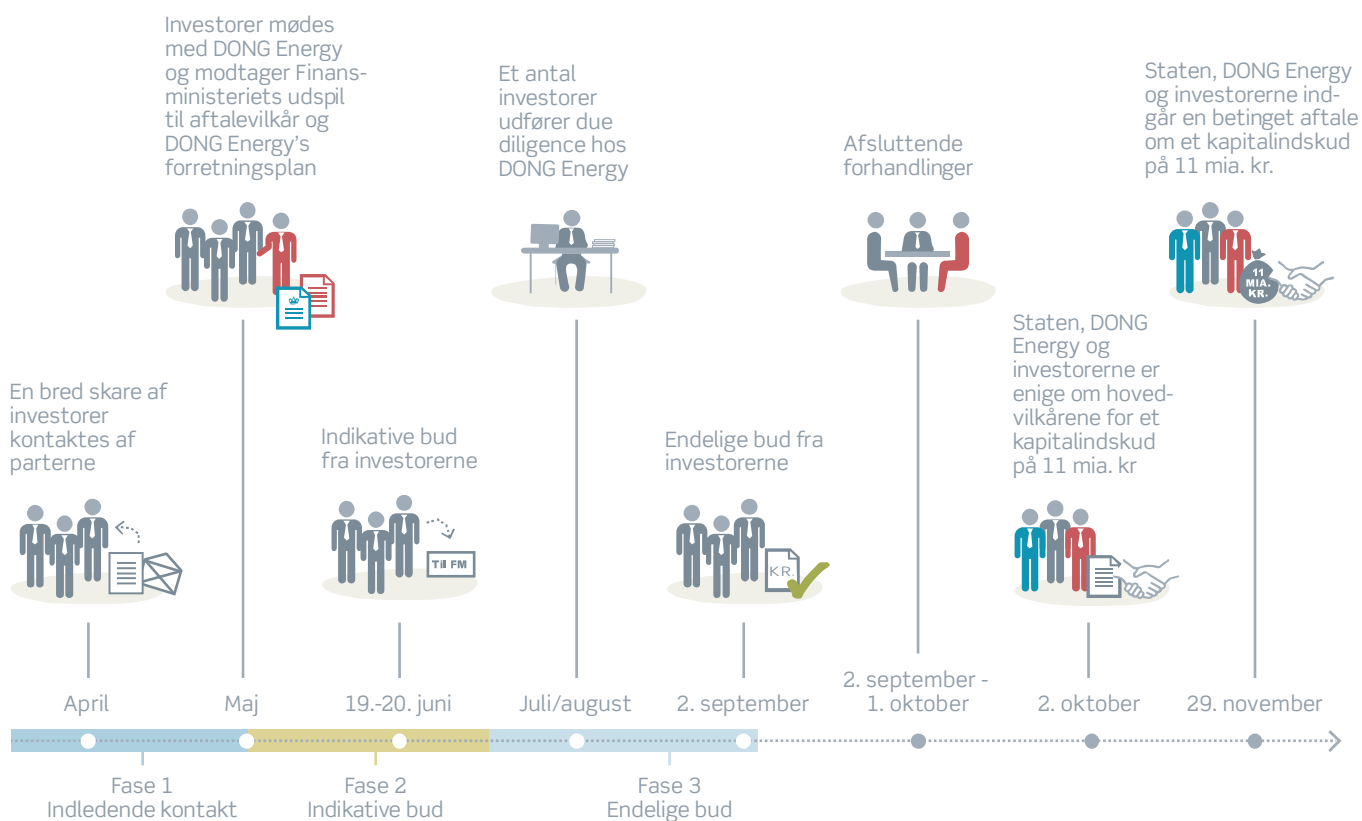 Investorer mødes
med DONG Energy
og modtager Finans-
ministeriets udspil
til aftalevilkår og
DONG Energy's
forretningsplan
Et antal
investorer
udfører due
diligence hos
DONG Energy
Afsluttende
forhandlinger
Staten, DONG Energy
og investorerne ind-
går en betinget aftale
om et kapitalindskud
på 11 mia. kr.
11
MIA.
KR.
En bred skare af
investorer
kontaktes af
parterne
Indikative bud
fra investorerne
Til FM
Endelige bud fra
investorerne
KR.
Staten, DONG
Energy og
investorerne er
enige om hoved-
vilkårene for et
kapitalindskud
på 11 mia. kr
April
Maj
19.-20. juni
Juli/august
2. september
2. september -
1. oktober
2. oktober
29. november
Fase 1
Indledende kontakt
Fase 2
Indikative bud
Fase 3
Endelige bud